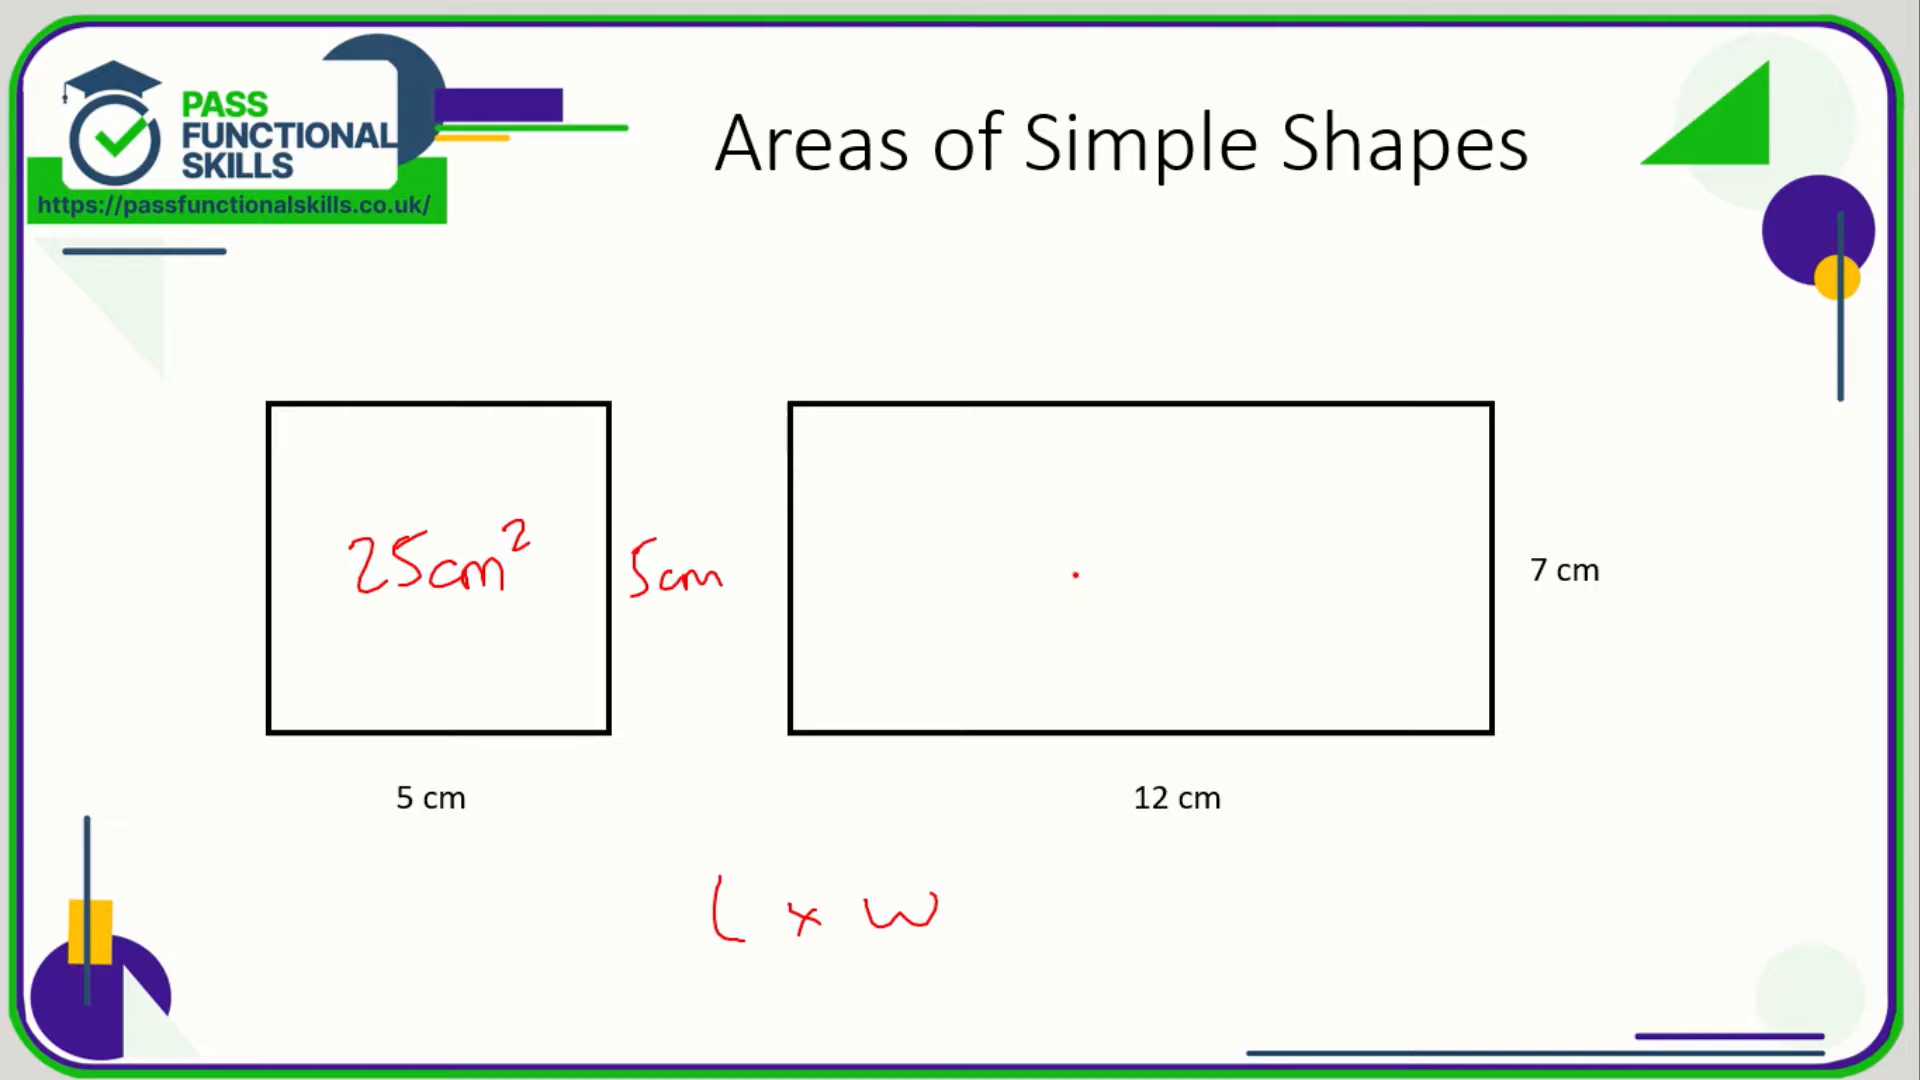 PASS
FUNCTIONAL
SKILLS
https://passfunctionalskills.co.uk/
Areas of Simple Shapes
25cm²
5cm
7 cm
5 cm
12 cm
L × W